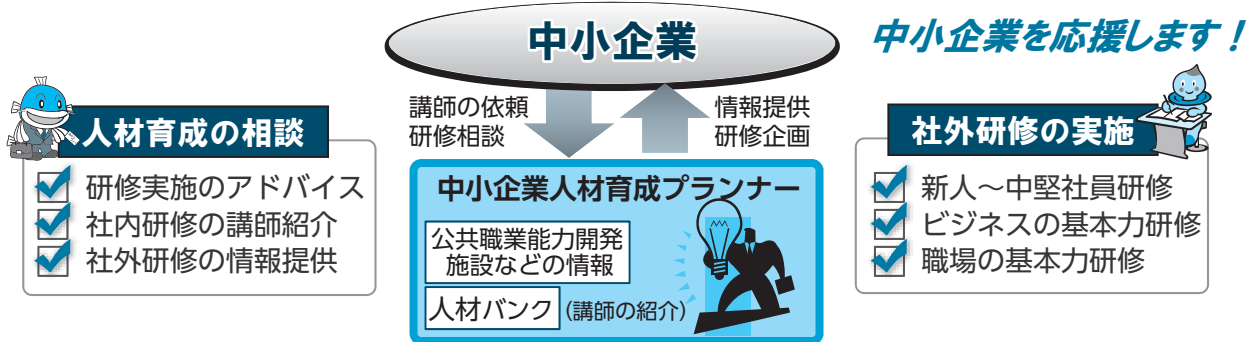 中小企業
中小企業を応援します！
講師の依頼
研修相談
情報提供
研修企画
人材育成の相談
研修実施のアドバイス
社内研修の講師紹介
社外研修の情報提供
中小企業人材育成プランナー
公共職業能力開発
施設などの情報
人材バンク（講師の紹介）
社外研修の実施
新人～中堅社員研修
ビジネスの基本力研修
職場の基本力研修